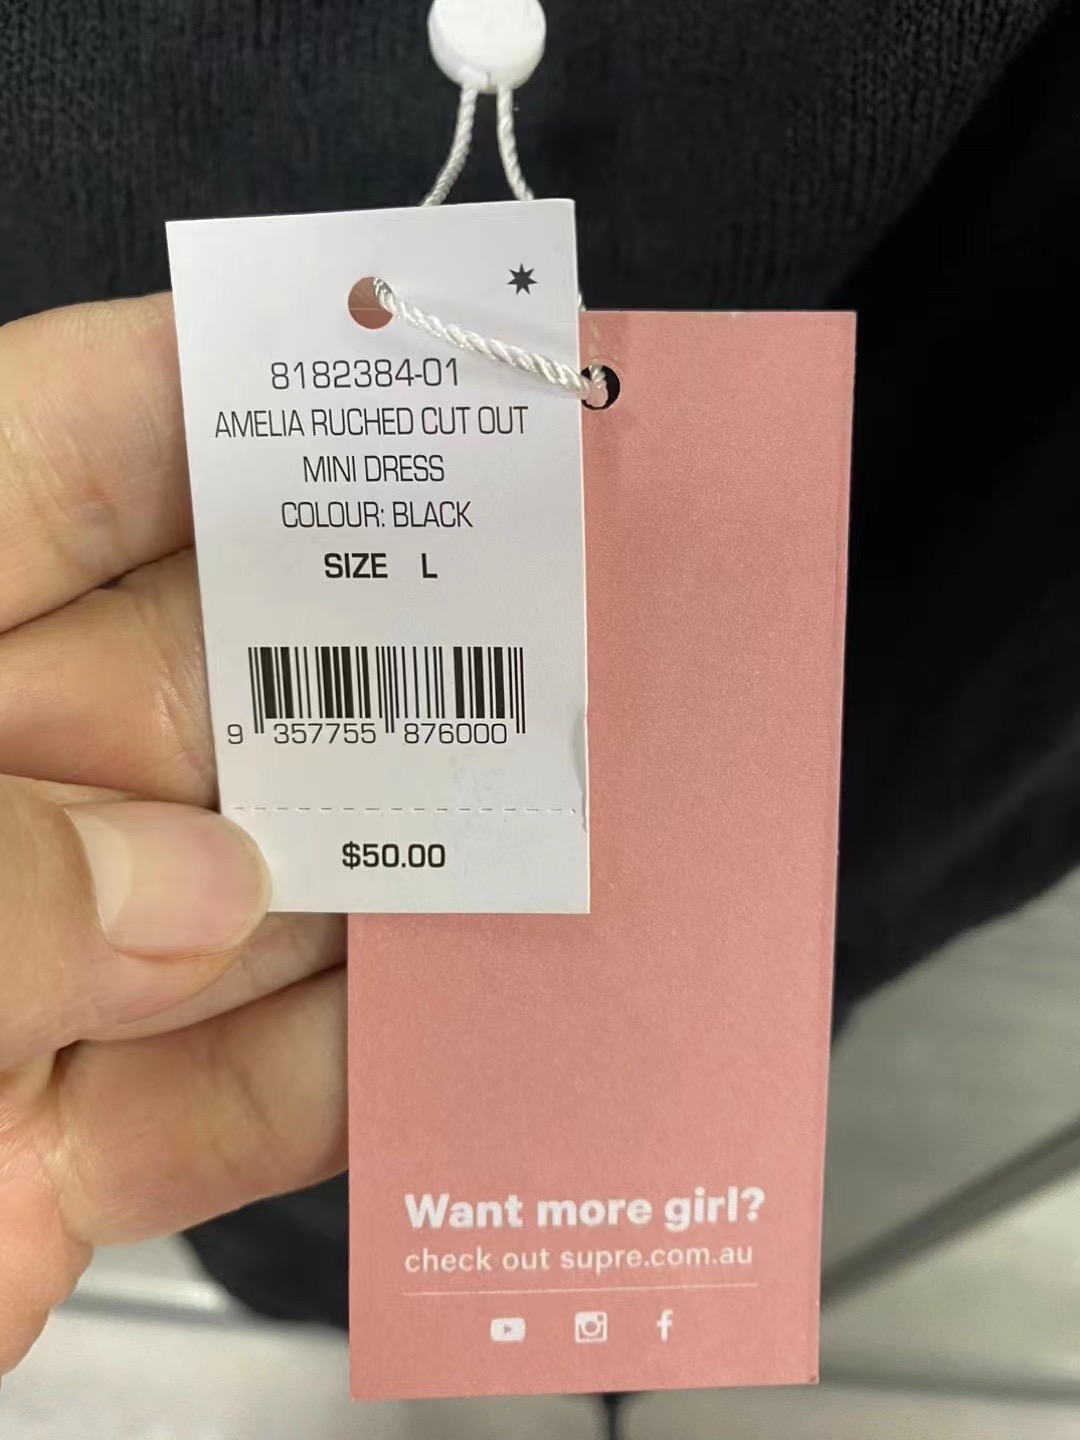 8182384-01
AMELIA RUCHED CUT OUT
MINI DRESS
COLOUR: BLACK
SIZE L
9 357755 876000
$50.00
Want more girl?
check out supre.com.au